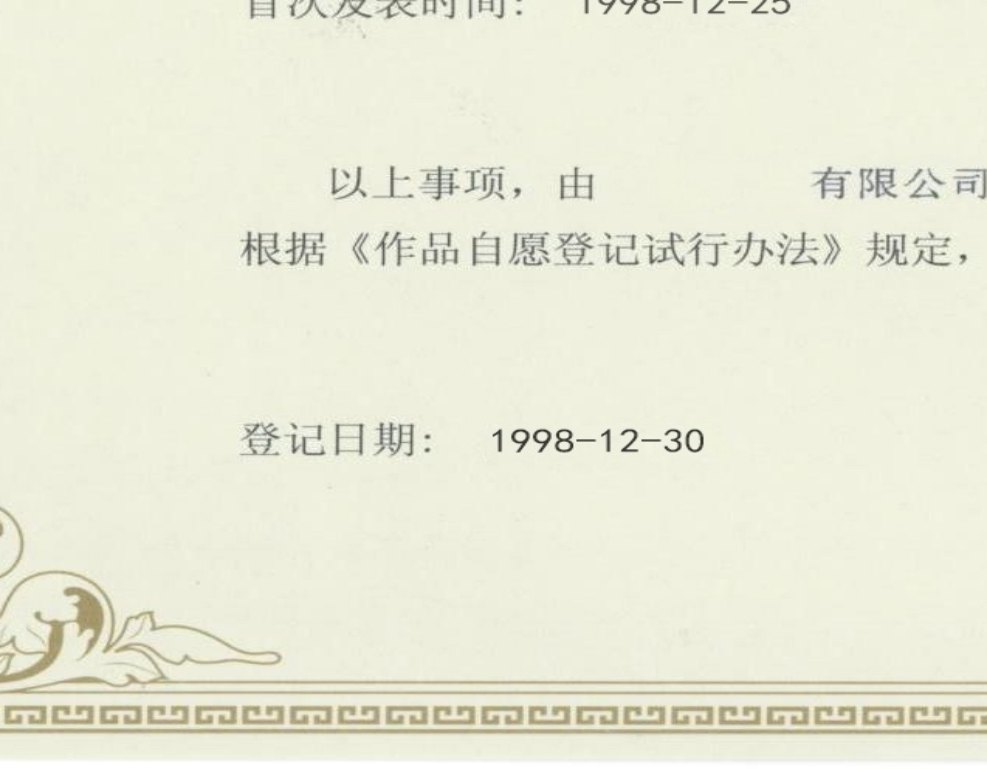 首次发表时间： 1998-12-25
以上事项，由 有限公司
根据《作品自愿登记试行办法》规定，
登记日期： 1998-12-30